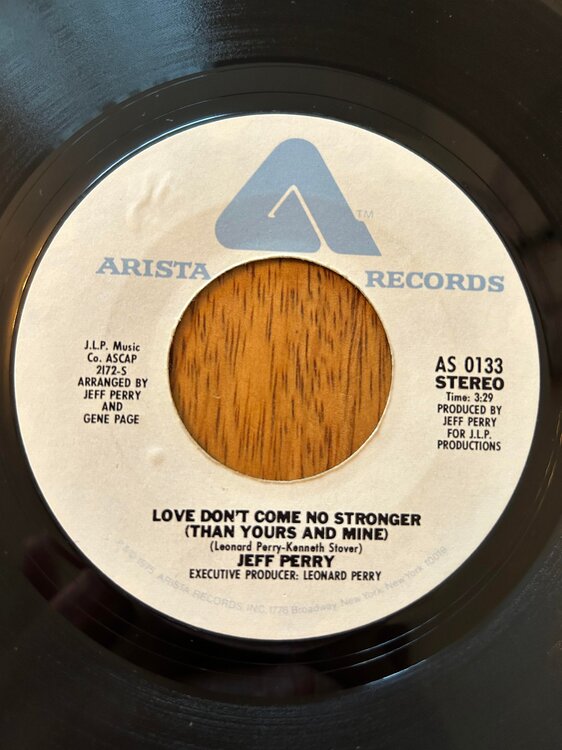 TM
ARISTA RECORDS
J.L.P. Music
Co. ASCAP
2172-S
ARRANGED BY
JEFF PERRY
AND
GENE PAGE
AS 0133
STEREO
Time: 3:29
PRODUCED BY
JEFF PERRY
FOR J.L.P.
PRODUCTIONS
LOVE DON'T COME NO STRONGER
(THAN YOURS AND MINE)
(Leonard Perry-Kenneth Stover)
JEFF PERRY
EXECUTIVE PRODUCER: LEONARD PERRY
1975, ARISTA RECORDS, INC. 1776 Broadway, New York, New York 10019